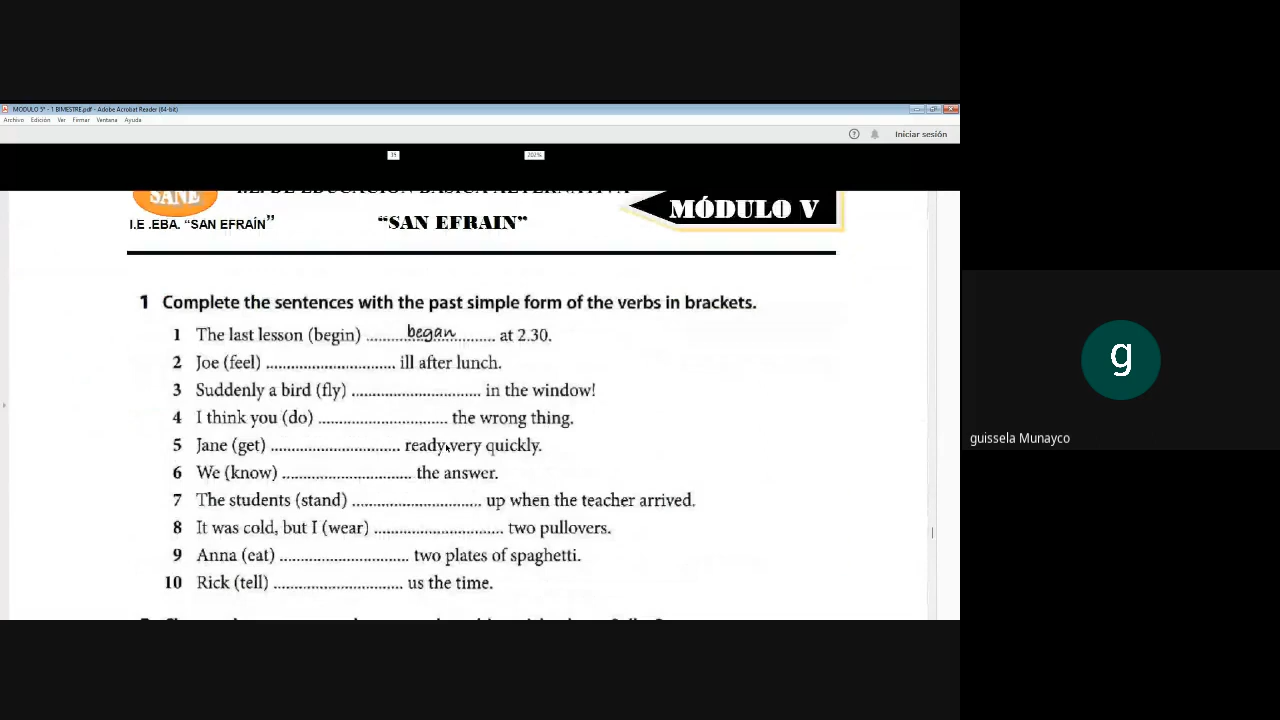 MODULO 5° - 1 BIMESTRE.pdf - Adobe Acrobat Reader (64-bit)
Archivo Edición Ver Firmar Ventana Ayuda
Iniciar sesión
202%
SANE
I.E. DE EDUCACIÓN BÁSICA ALTERNATIVA
MÓDULO V
I.E .EBA. “SAN EFRAÍN”
“SAN EFRAIN”
1 Complete the sentences with the past simple form of the verbs in brackets.
1 The last lesson (begin) ........began........ at 2.30.
2 Joe (feel) .............................. ill after lunch.
3 Suddenly a bird (fly) .............................. in the window!
4 I think you (do) .............................. the wrong thing.
5 Jane (get) .............................. ready very quickly.
6 We (know) .............................. the answer.
7 The students (stand) .............................. up when the teacher arrived.
8 It was cold, but I (wear) .............................. two pullovers.
9 Anna (eat) .............................. two plates of spaghetti.
10 Rick (tell) .............................. us the time.
g
guissela Munayco